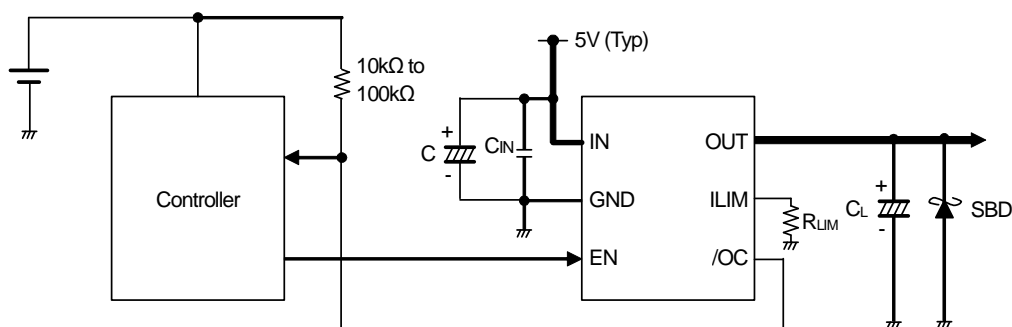 5V (Typ)
10kΩ to
100kΩ
+
C
-
CIN
IN
OUT
+
CL
-
SBD
Controller
GND
ILIM
RLIM
EN
/OC